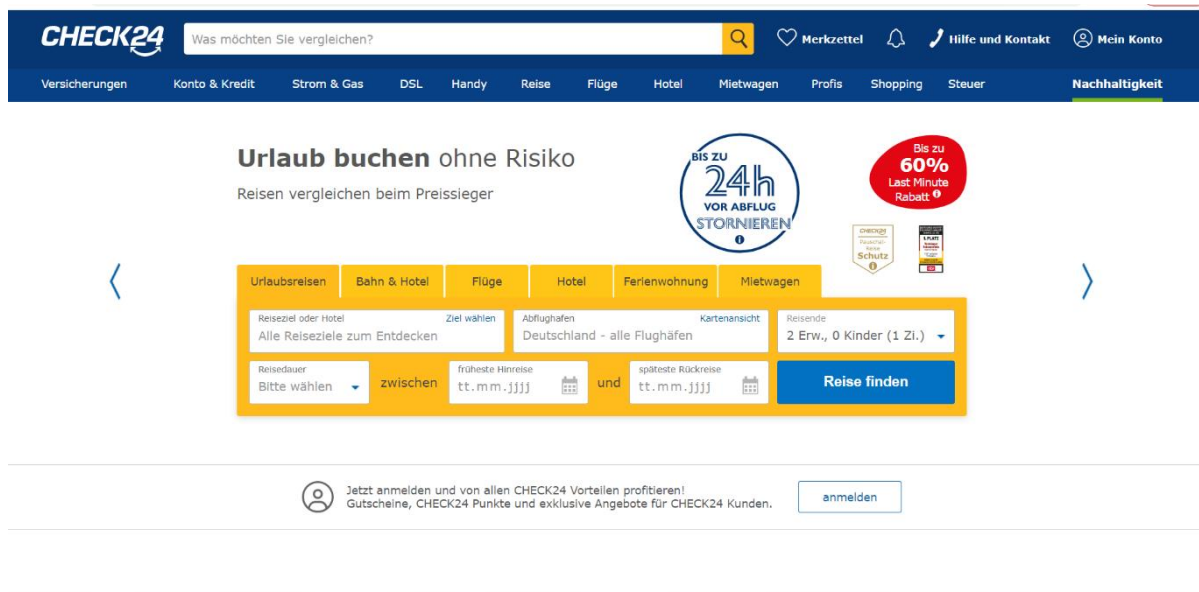 CHECK24
Was möchten Sie vergleichen?
Merkzettel
Hilfe und Kontakt
Mein Konto
Versicherungen
Konto & Kredit
Strom & Gas
DSL
Handy
Reise
Flüge
Hotel
Mietwagen
Profis
Shopping
Steuer
Nachhaltigkeit
Urlaub buchen ohne Risiko
Reisen vergleichen beim Preissieger
BIS ZU
24h
VOR ABFLUG
STORNIEREN
Bis zu
60%
Last Minute
Rabatt
CHECK24
Schutz
Urlaubsreisen
Bahn & Hotel
Flüge
Hotel
Ferienwohnung
Mietwagen
Reiseziel oder Hotel
Ziel wählen
Alle Reiseziele zum Entdecken
Abflughafen
Kartenansicht
Deutschland - alle Flughäfen
Reisende
2 Erw., 0 Kinder (1 Zi.)
Reisedauer
Bitte wählen
zwischen
früheste Hinreise
tt.mm.jjjj
und
späteste Rückreise
tt.mm.jjjj
Reise finden
Jetzt anmelden und von allen CHECK24 Vorteilen profitieren!
Gutscheine, CHECK24 Punkte und exklusive Angebote für CHECK24 Kunden.
anmelden